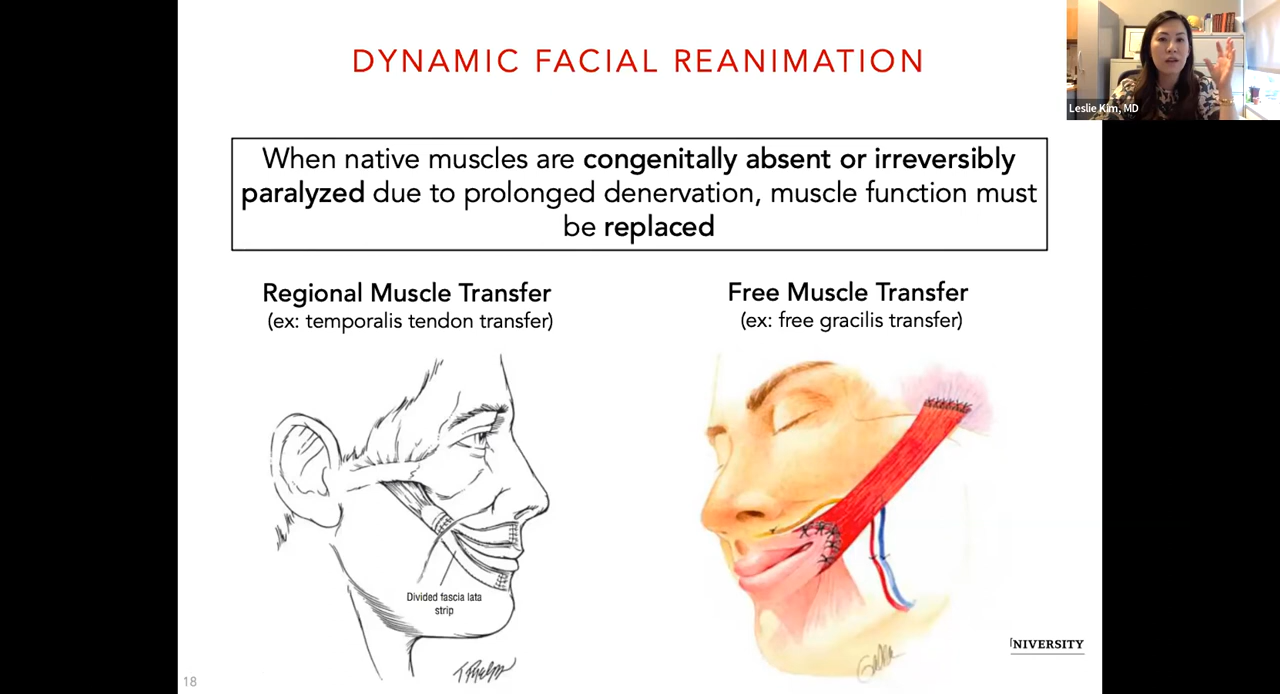 DYNAMIC FACIAL REANIMATION
Leslie Kim, MD
When native muscles are congenitally absent or irreversibly
paralyzed due to prolonged denervation, muscle function must
be replaced
Regional Muscle Transfer
(ex: temporalis tendon transfer)
Free Muscle Transfer
(ex: free gracilis transfer)
Divided fascia lata
strip
NIVERSITY
18